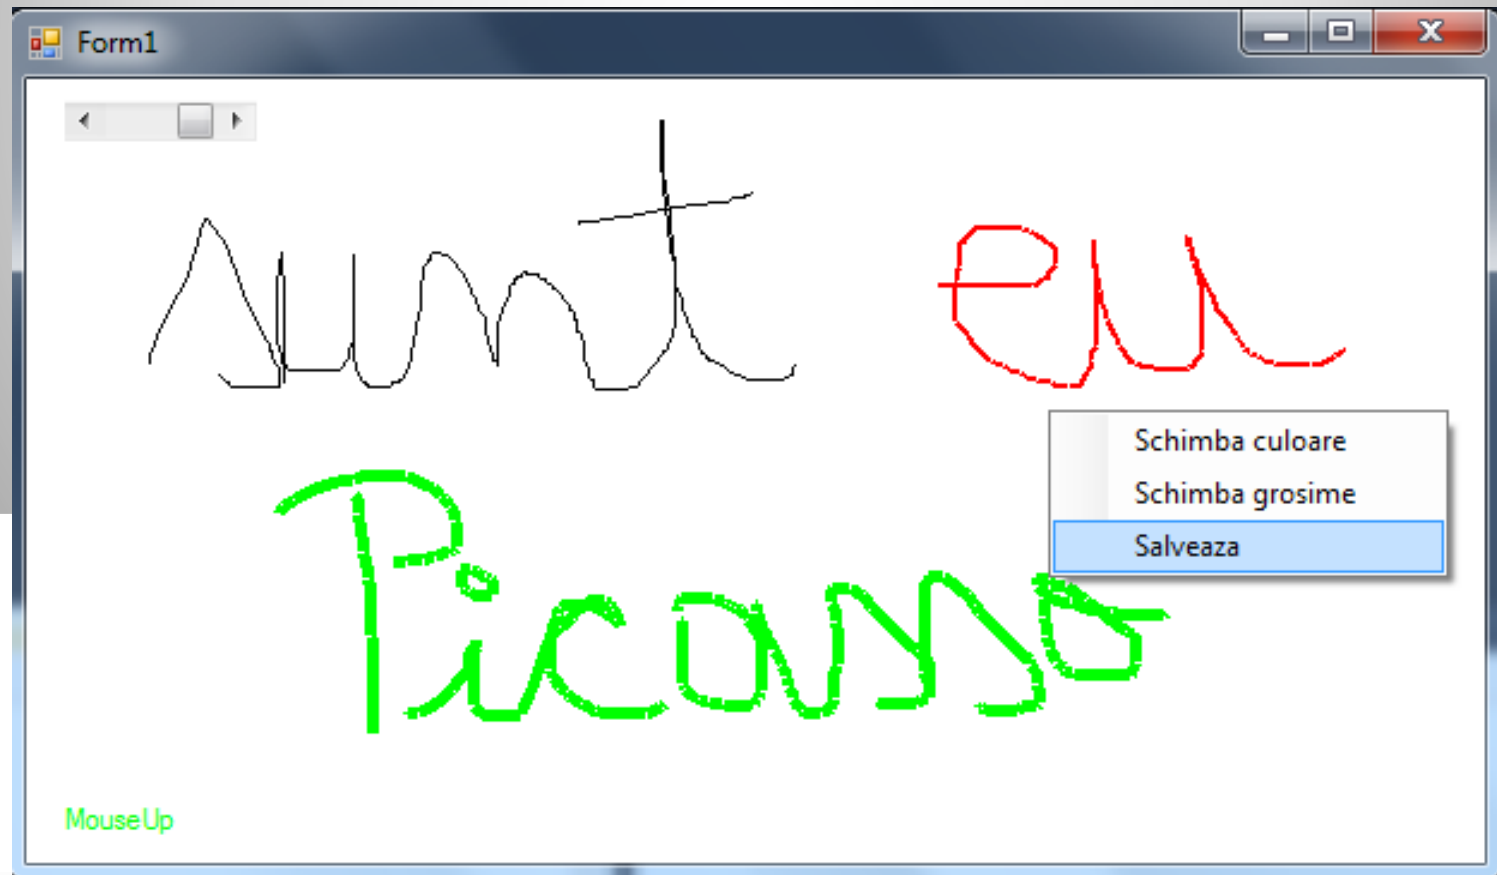 Form1
sunt eu
Schimba culoare
Schimba grosime
Salveaza
Picasso
MouseUp